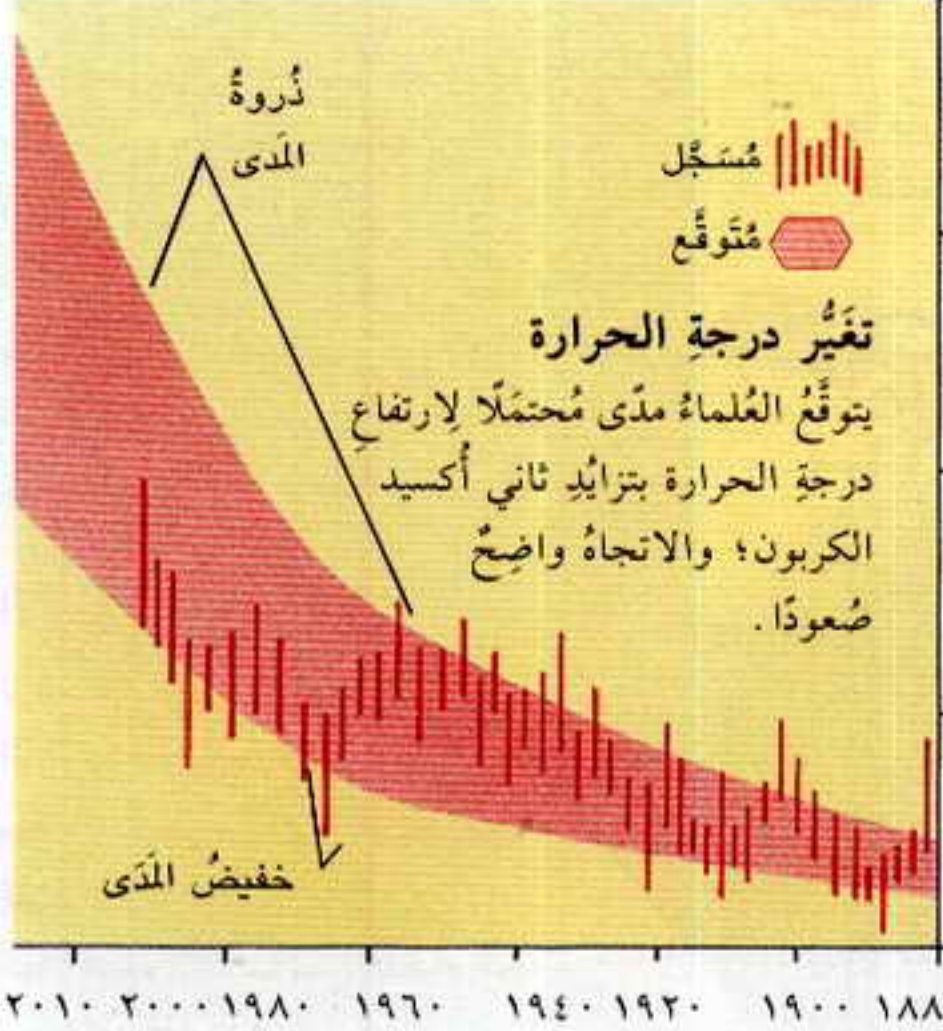 ذُروةُ
المَدى
مُسَجَّل
مُتَوقَّع
تغَيُّر درجةِ الحرارة
يتوقَّعُ العُلماءُ مدًى مُحتمَلًا لِارتفاعِ
درجةِ الحرارة بتزايُدِ ثاني أُكسيد
الكربون؛ والاتجاهُ واضِحٌ
صُعودًا.
خفيضُ المَدَى
١٨٨ ١٩٠٠ ١٩٢٠ ١٩٤٠ ١٩٦٠ ١٩٨٠ ٢٠٠٠ ٢٠١٠